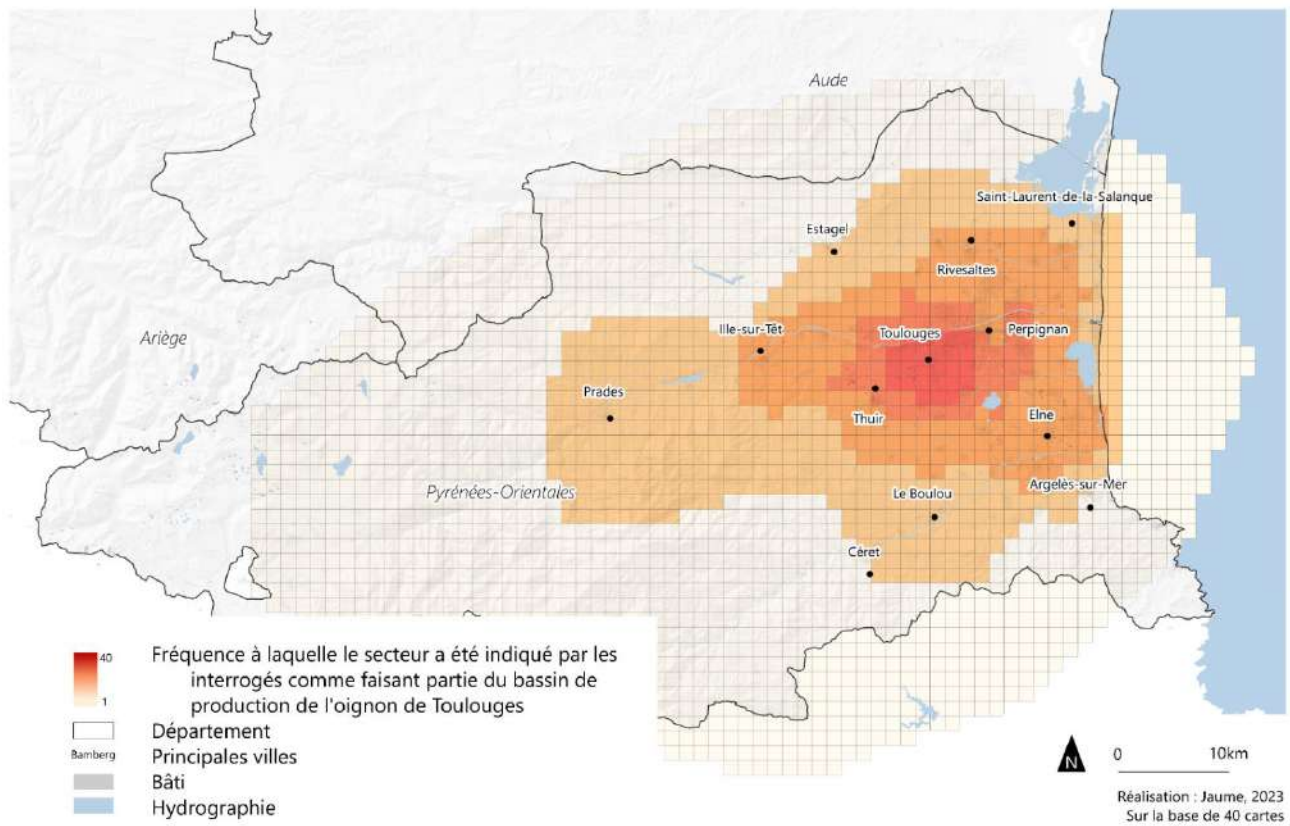 Aude
Saint-Laurent-de-la-Salanque
Estagel
Rivesaltes
Ariège
Ille-sur-Têt
Toulouges
Perpignan
Prades
Thuir
Elne
Pyrénées-Orientales
Le Boulou
Argelès-sur-Mer
Céret
40
1
Fréquence à laquelle le secteur a été indiqué par les
interrogés comme faisant partie du bassin de
production de l'oignon de Toulouges
Département
Bamberg Principales villes
Bâti
Hydrographie
N
0 10km
Réalisation : Jaume, 2023
Sur la base de 40 cartes